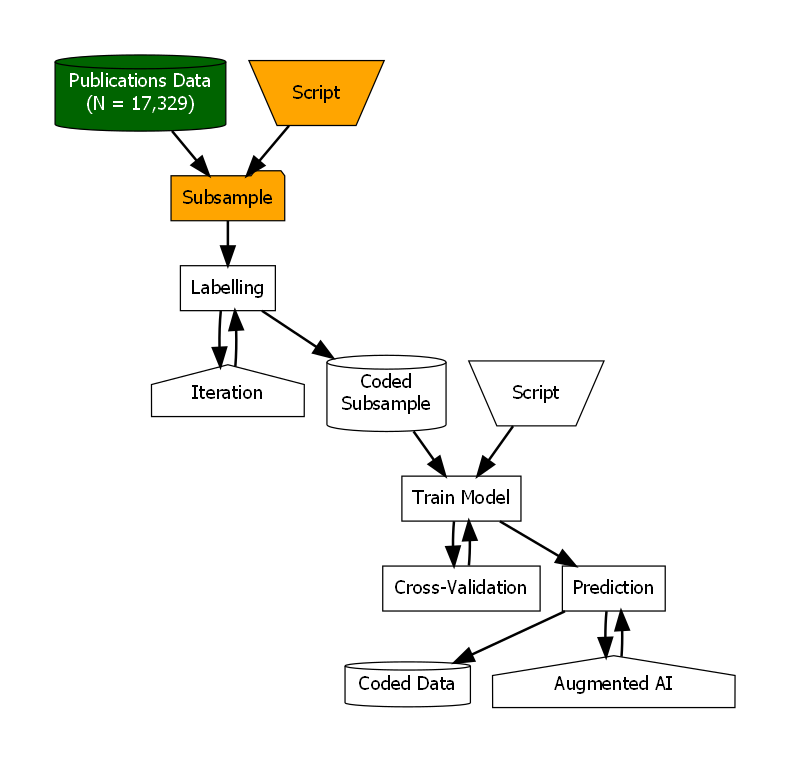 Publications Data
(N = 17,329)
Script
Subsample
Labelling
Iteration
Coded
Subsample
Script
Train Model
Cross-Validation
Prediction
Coded Data
Augmented AI